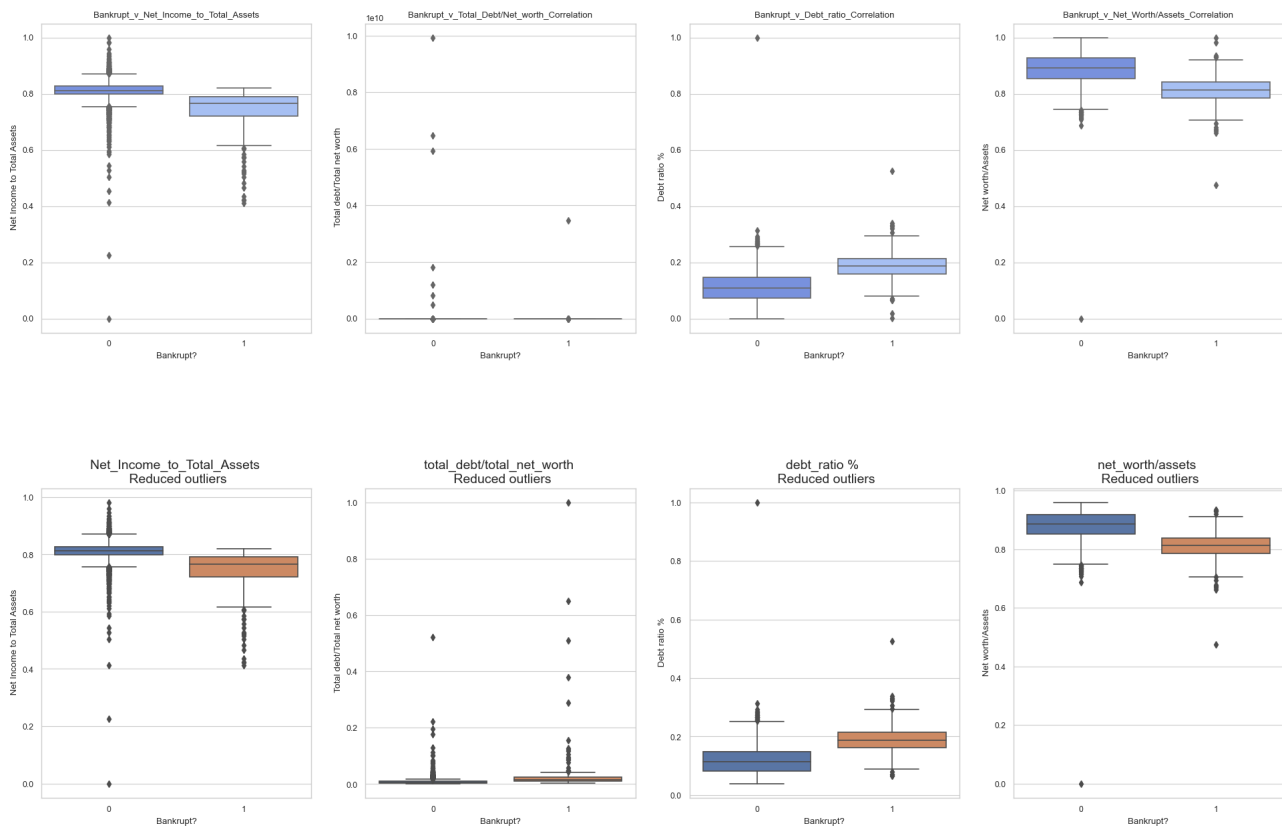 Bankrupt_v_Net_Income_to_Total_Assets
1.0
0.8
0.6
0.4
0.2
0.0
Net Income to Total Assets
0
1
Bankrupt?
Bankrupt_v_Total_Debt/Net_worth_Correlation
1e10
1.0
0.8
0.6
0.4
0.2
0.0
Total debt/Total net worth
0
1
Bankrupt?
Bankrupt_v_Debt_ratio_Correlation
1.0
0.8
0.6
0.4
0.2
0.0
Debt ratio %
0
1
Bankrupt?
Bankrupt_v_Net_Worth/Assets_Correlation
1.0
0.8
0.6
0.4
0.2
0.0
Net worth/Assets
0
1
Bankrupt?
Net_Income_to_Total_Assets
Reduced outliers
1.0
0.8
0.6
0.4
0.2
0.0
Net Income to Total Assets
0
1
Bankrupt?
total_debt/total_net_worth
Reduced outliers
1.0
0.8
0.6
0.4
0.2
0.0
Total debt/Total net worth
0
1
Bankrupt?
debt_ratio %
Reduced outliers
1.0
0.8
0.6
0.4
0.2
0.0
Debt ratio %
0
1
Bankrupt?
net_worth/assets
Reduced outliers
1.0
0.8
0.6
0.4
0.2
0.0
Net worth/Assets
0
1
Bankrupt?